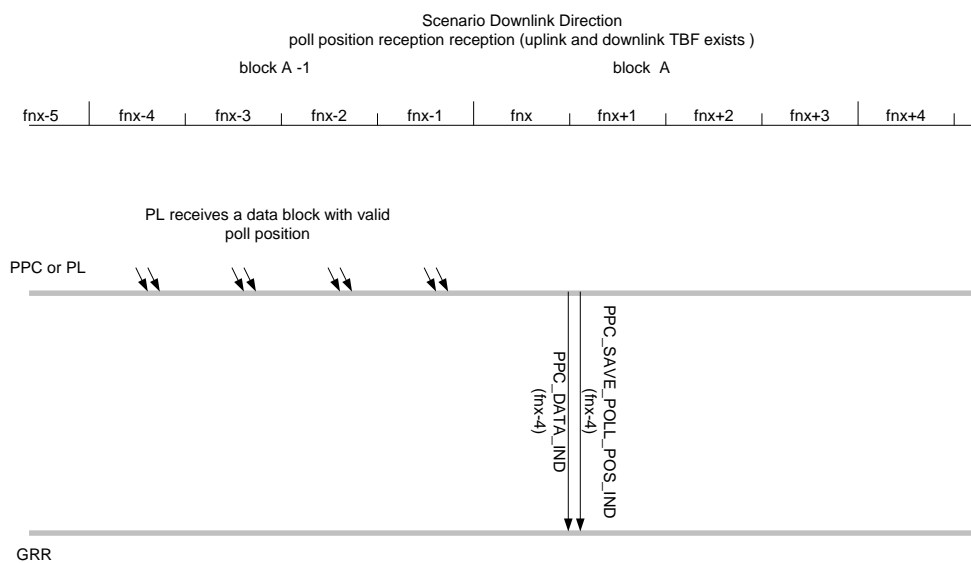 Scenario Downlink Direction
poll position reception reception (uplink and downlink TBF exists )
block A -1
block A
fnx-5 fnx-4 fnx-3 fnx-2 fnx-1 fnx fnx+1 fnx+2 fnx+3 fnx+4
PL receives a data block with valid
poll position
PPC or PL
PPC_DATA_IND
(fnx-4)
PPC_SAVE_POLL_POS_IND
(fnx-4)
GRR